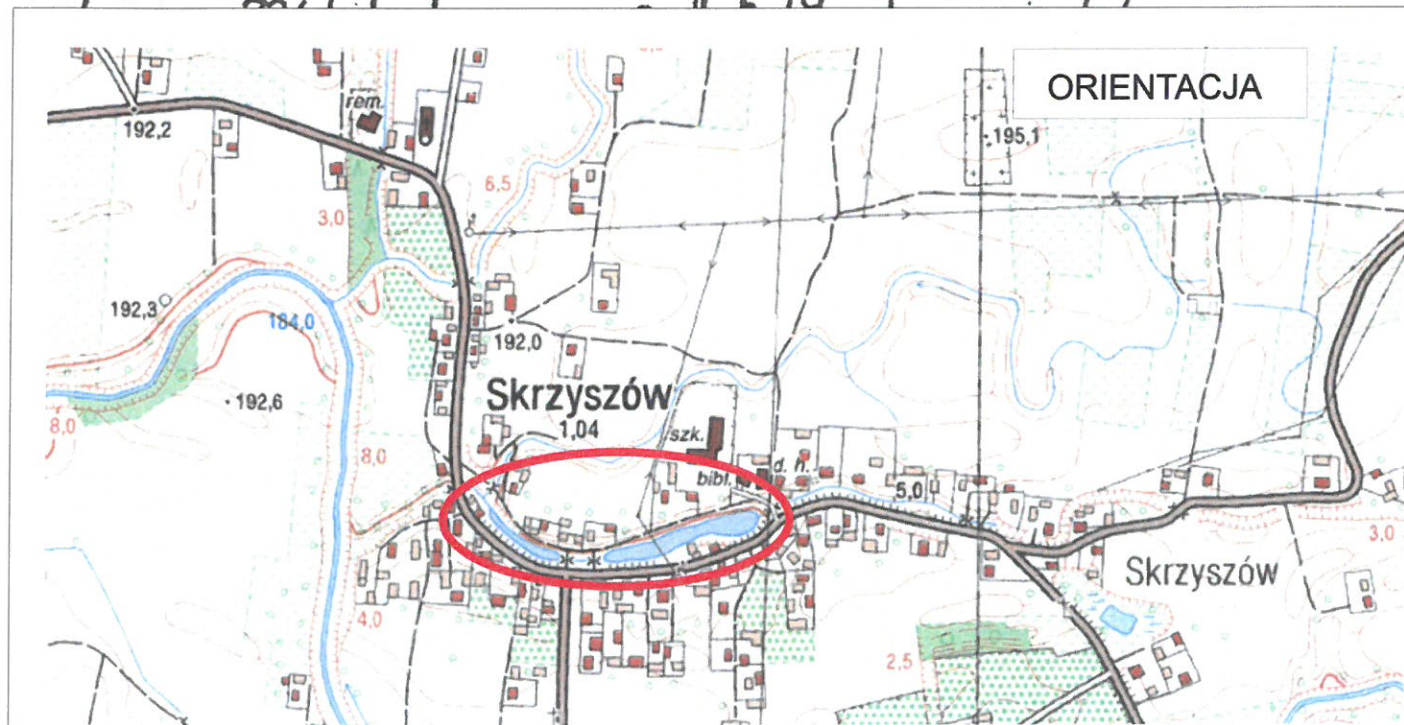 ORIENTACJA
rem.
192,2
195,1
6,5
3,0
192,3
184,0
192,0
192,6
Skrzyszów
1,04
8,0
szk.
8,0
bibl.
d. h.
5,0
3,0
Skrzyszów
4,0
2,5